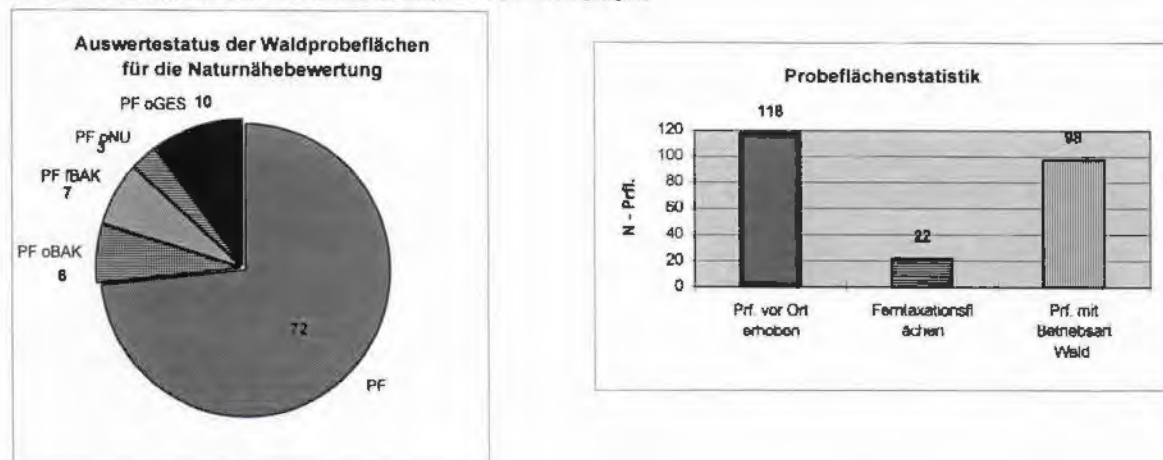 Auswertestatus der Waldprobeflächen
für die Naturnähebewertung
PF oGES 10
PF oNU
3
PF fBAK
7
PF oBAK
6
72
PF
Probeflächenstatistik
118
98
22
N - Prfl.
120
100
80
60
40
20
0
Prf. vor Ort
erhoben
Ferntaxationsfl
ächen
Prf. mit
Betriebsart
Wald